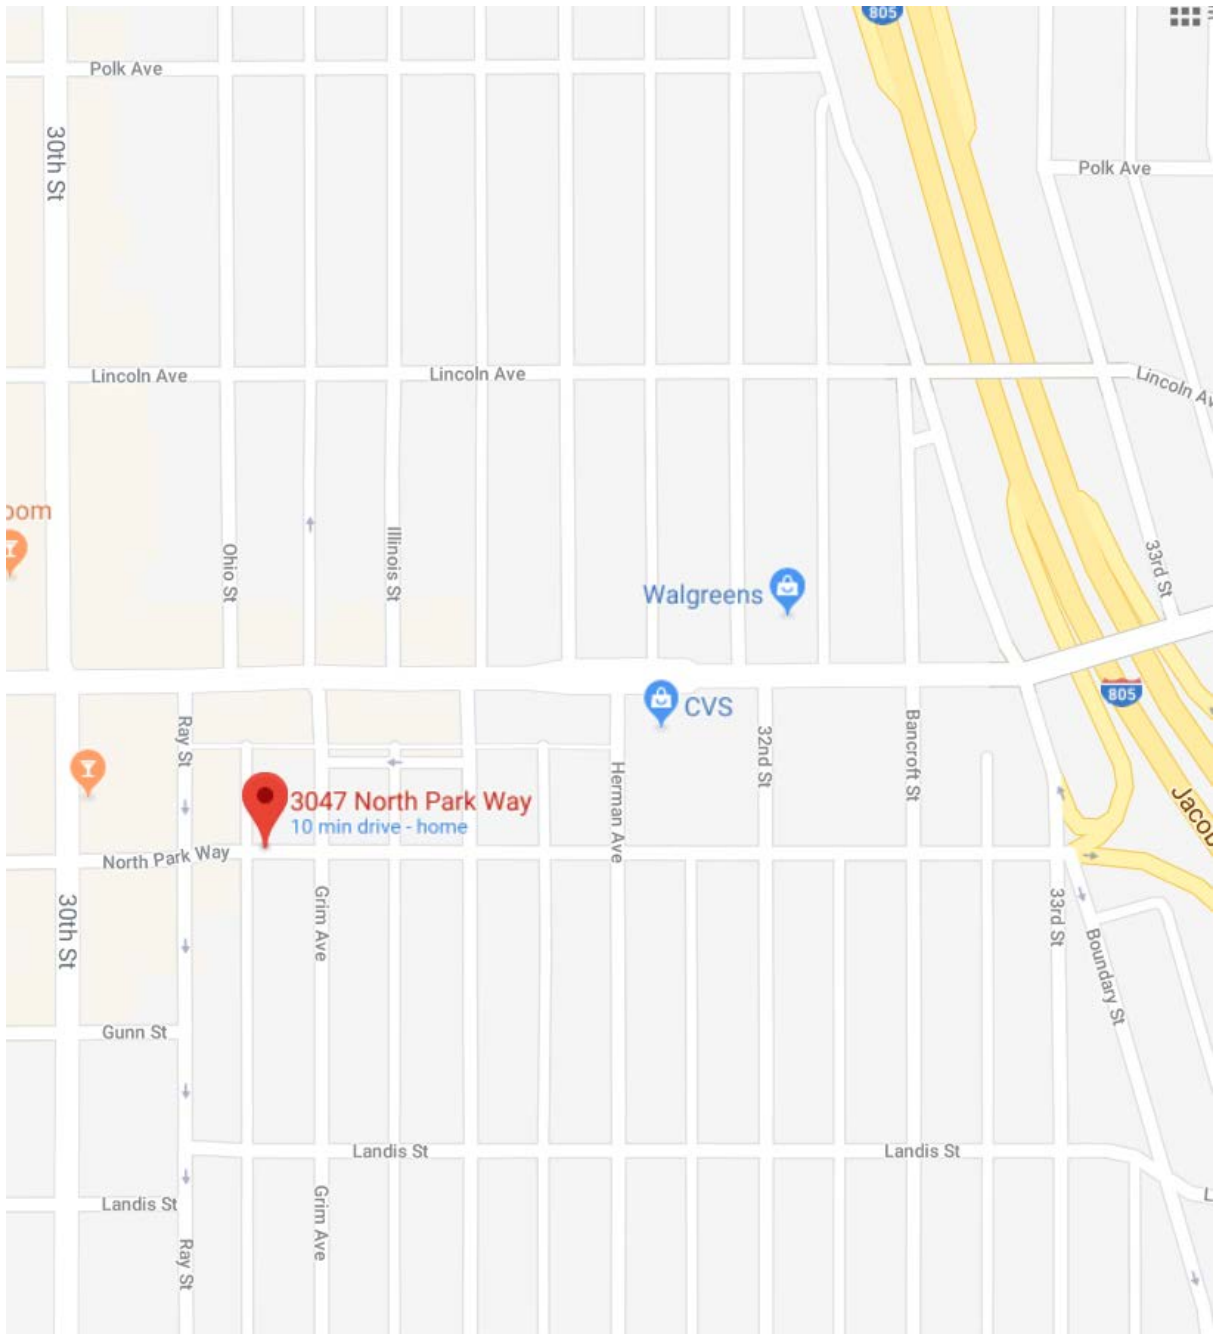 805
Polk Ave
30th St
Polk Ave
Lincoln Ave
Lincoln Ave
Lincoln Av
oom
Ohio St
Illinois St
33rd St
Walgreens
805
CVS
Ray St
32nd St
Bancroft St
Herman Ave
3047 North Park Way
10 min drive - home
Jacob
North Park Way
30th St
Grim Ave
33rd St
Boundary St
Gunn St
Landis St
Landis St
Landis St
L
Grim Ave
Ray St